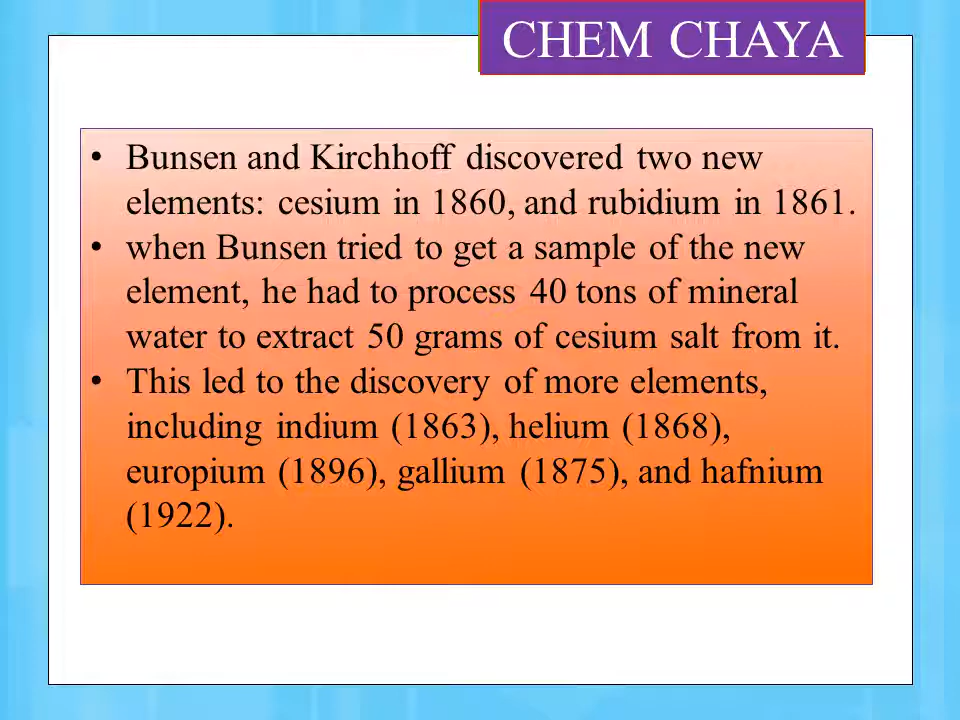 CHEM CHAYA
• Bunsen and Kirchhoff discovered two new
elements: cesium in 1860, and rubidium in 1861.
• when Bunsen tried to get a sample of the new
element, he had to process 40 tons of mineral
water to extract 50 grams of cesium salt from it.
• This led to the discovery of more elements,
including indium (1863), helium (1868),
europium (1896), gallium (1875), and hafnium
(1922).